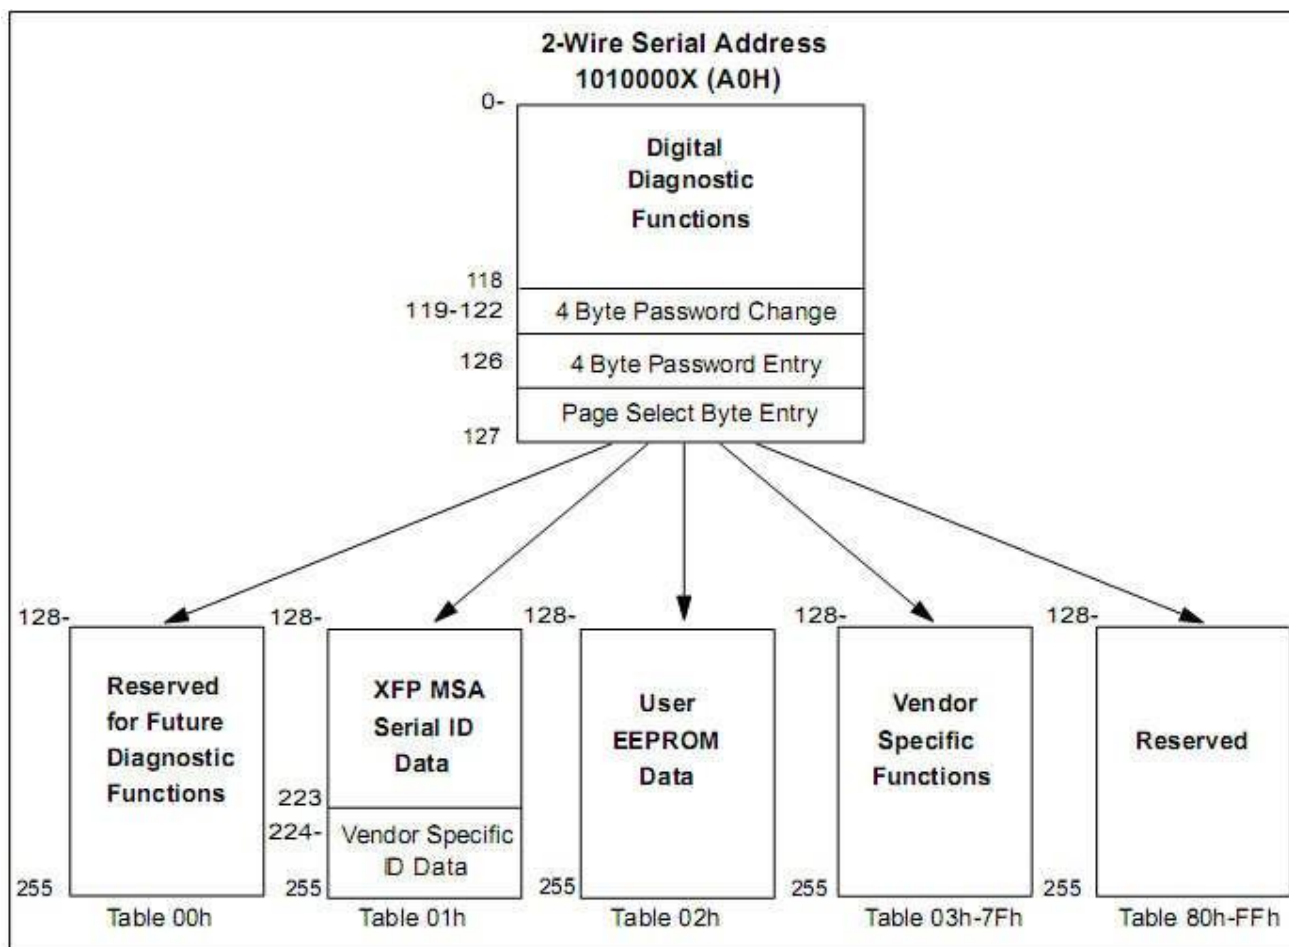 2-Wire Serial Address
1010000X (A0H)
0-
Digital
Diagnostic
Functions
118
119-122
4 Byte Password Change
126
4 Byte Password Entry
Page Select Byte Entry
127
128-
Reserved
for Future
Diagnostic
Functions
255
Table 00h
128-
XFP MSA
Serial ID
Data
223
224-
Vendor Specific
ID Data
255
Table 01h
128-
User
EEPROM
Data
255
Table 02h
128-
Vendor
Specific
Functions
255
Table 03h-7Fh
128-
Reserved
255
Table 80h-FFh